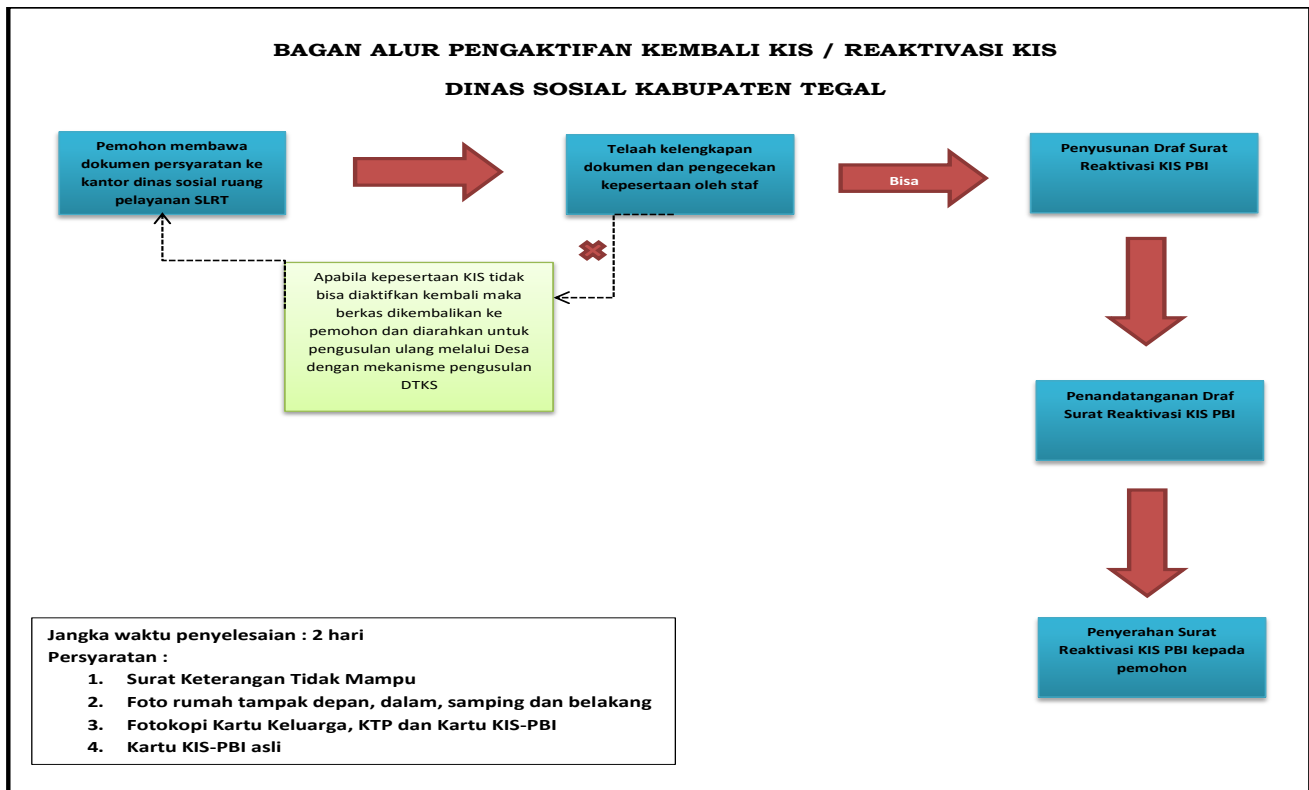 BAGAN ALUR PENGAKTIFAN KEMBALI KIS / REAKTIVASI KIS
DINAS SOSIAL KABUPATEN TEGAL
Pemohon membawa
dokumen persyaratan ke
kantor dinas sosial ruang
pelayanan SLRT
Telaah kelengkapan
dokumen dan pengecekan
kepesertaan oleh staf
Bisa
Penyusunan Draf Surat
Reaktivasi KIS PBI
Apabila kepesertaan KIS tidak
bisa diaktifkan kembali maka
berkas dikembalikan ke
pemohon dan diarahkan untuk
pengusulan ulang melalui Desa
dengan mekanisme pengusulan
DTKS
Penandatanganan Draf
Surat Reaktivasi KIS PBI
Penyerahan Surat
Reaktivasi KIS PBI kepada
pemohon
Jangka waktu penyelesaian : 2 hari
Persyaratan :
1. Surat Keterangan Tidak Mampu
2. Foto rumah tampak depan, dalam, samping dan belakang
3. Fotokopi Kartu Keluarga, KTP dan Kartu KIS-PBI
4. Kartu KIS-PBI asli